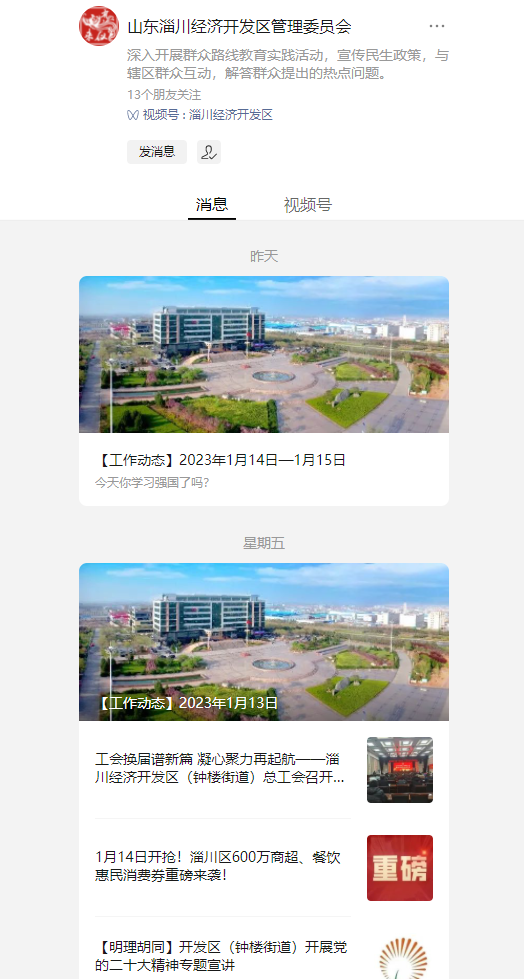 山东淄川经济开发区管理委员会
深入开展群众路线教育实践活动，宣传民生政策，与
辖区群众互动，解答群众提出的热点问题。
13个朋友关注
视频号 : 淄川经济开发区
发消息
消息
视频号
昨天
【工作动态】2023年1月14日—1月15日
今天你学习强国了吗？
星期五
【工作动态】2023年1月13日
工会换届谱新篇 凝心聚力再起航——淄
川经济开发区（钟楼街道）总工会召开...
1月14日开抢！淄川区600万商超、餐饮
惠民消费券重磅来袭！
重磅
【明理胡同】开发区（钟楼街道）开展党
的二十大精神专题宣讲